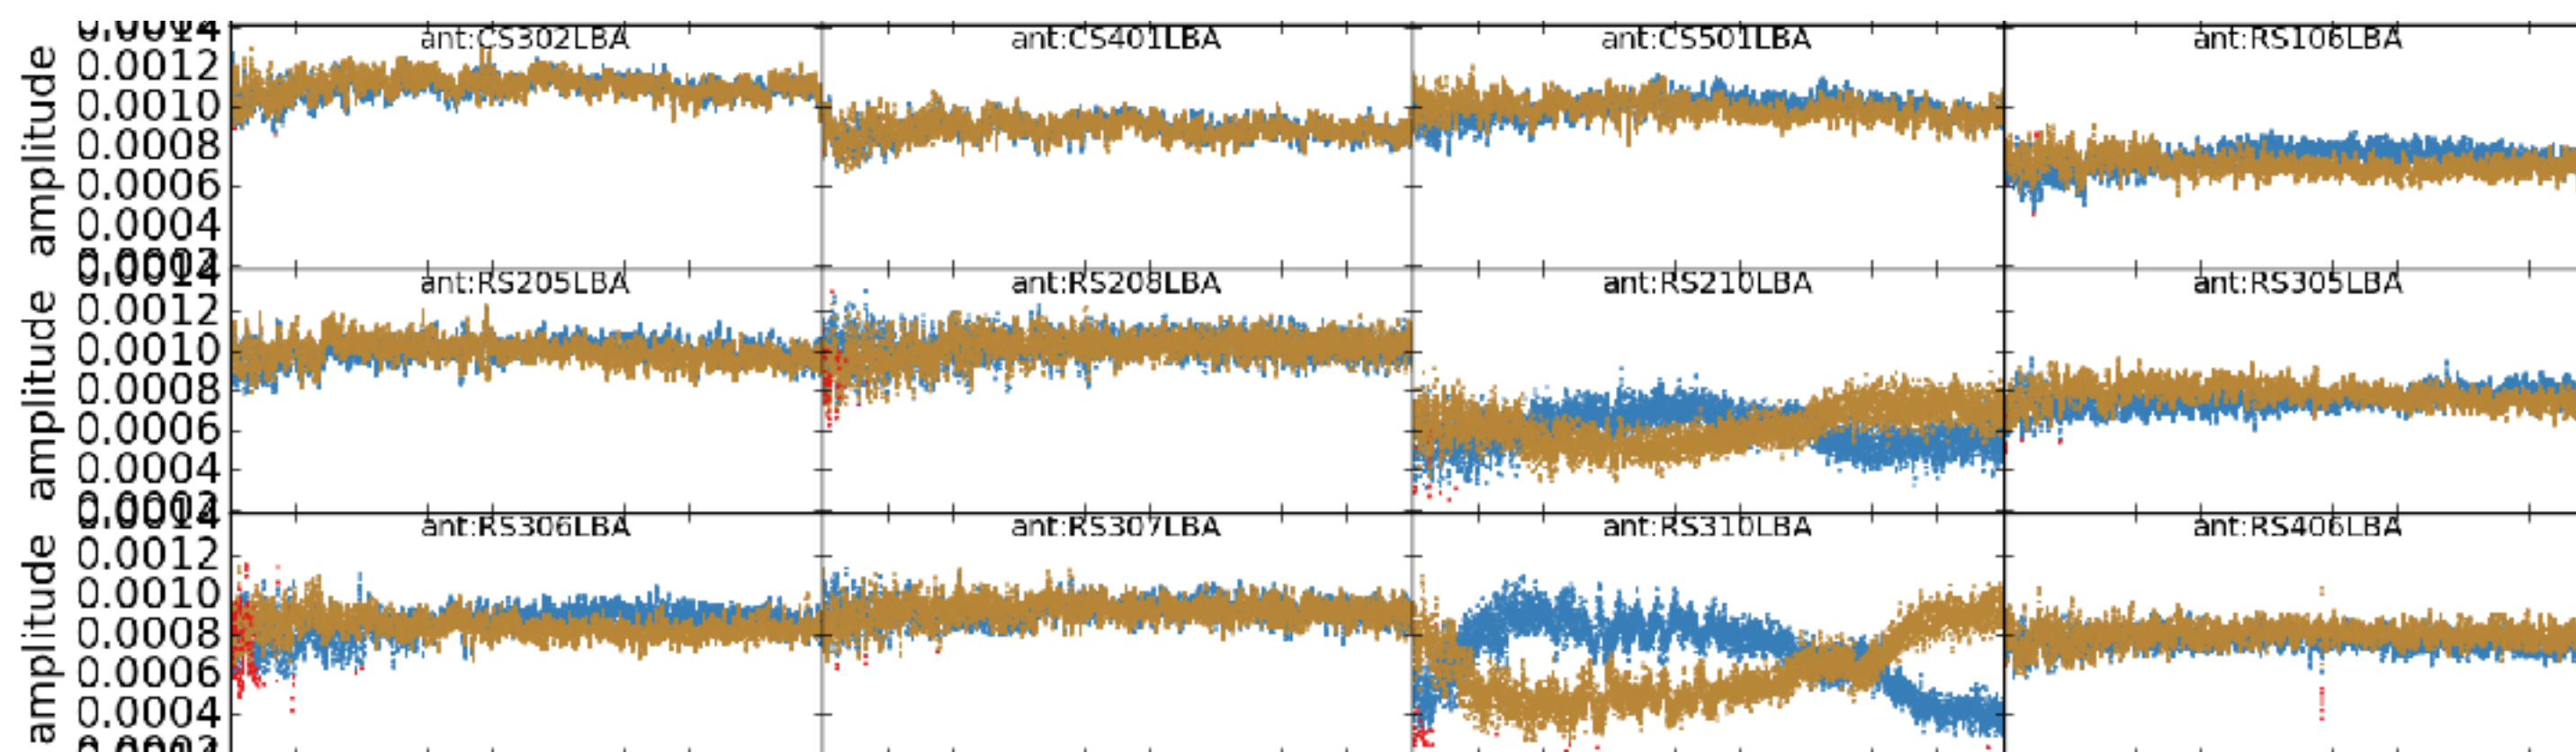 ant:CS302LBA ant:CS401LBA ant:CS501LBA ant:RS106LBA
0.0012
0.0010
0.0008
0.0006
0.0004
amplitude
ant:RS205LBA ant:RS208LBA ant:RS210LBA ant:RS305LBA
0.0012
0.0010
0.0008
0.0006
0.0004
amplitude
ant:RS306LBA ant:RS307LBA ant:RS310LBA ant:RS406LBA
0.0012
0.0010
0.0008
0.0006
0.0004
amplitude